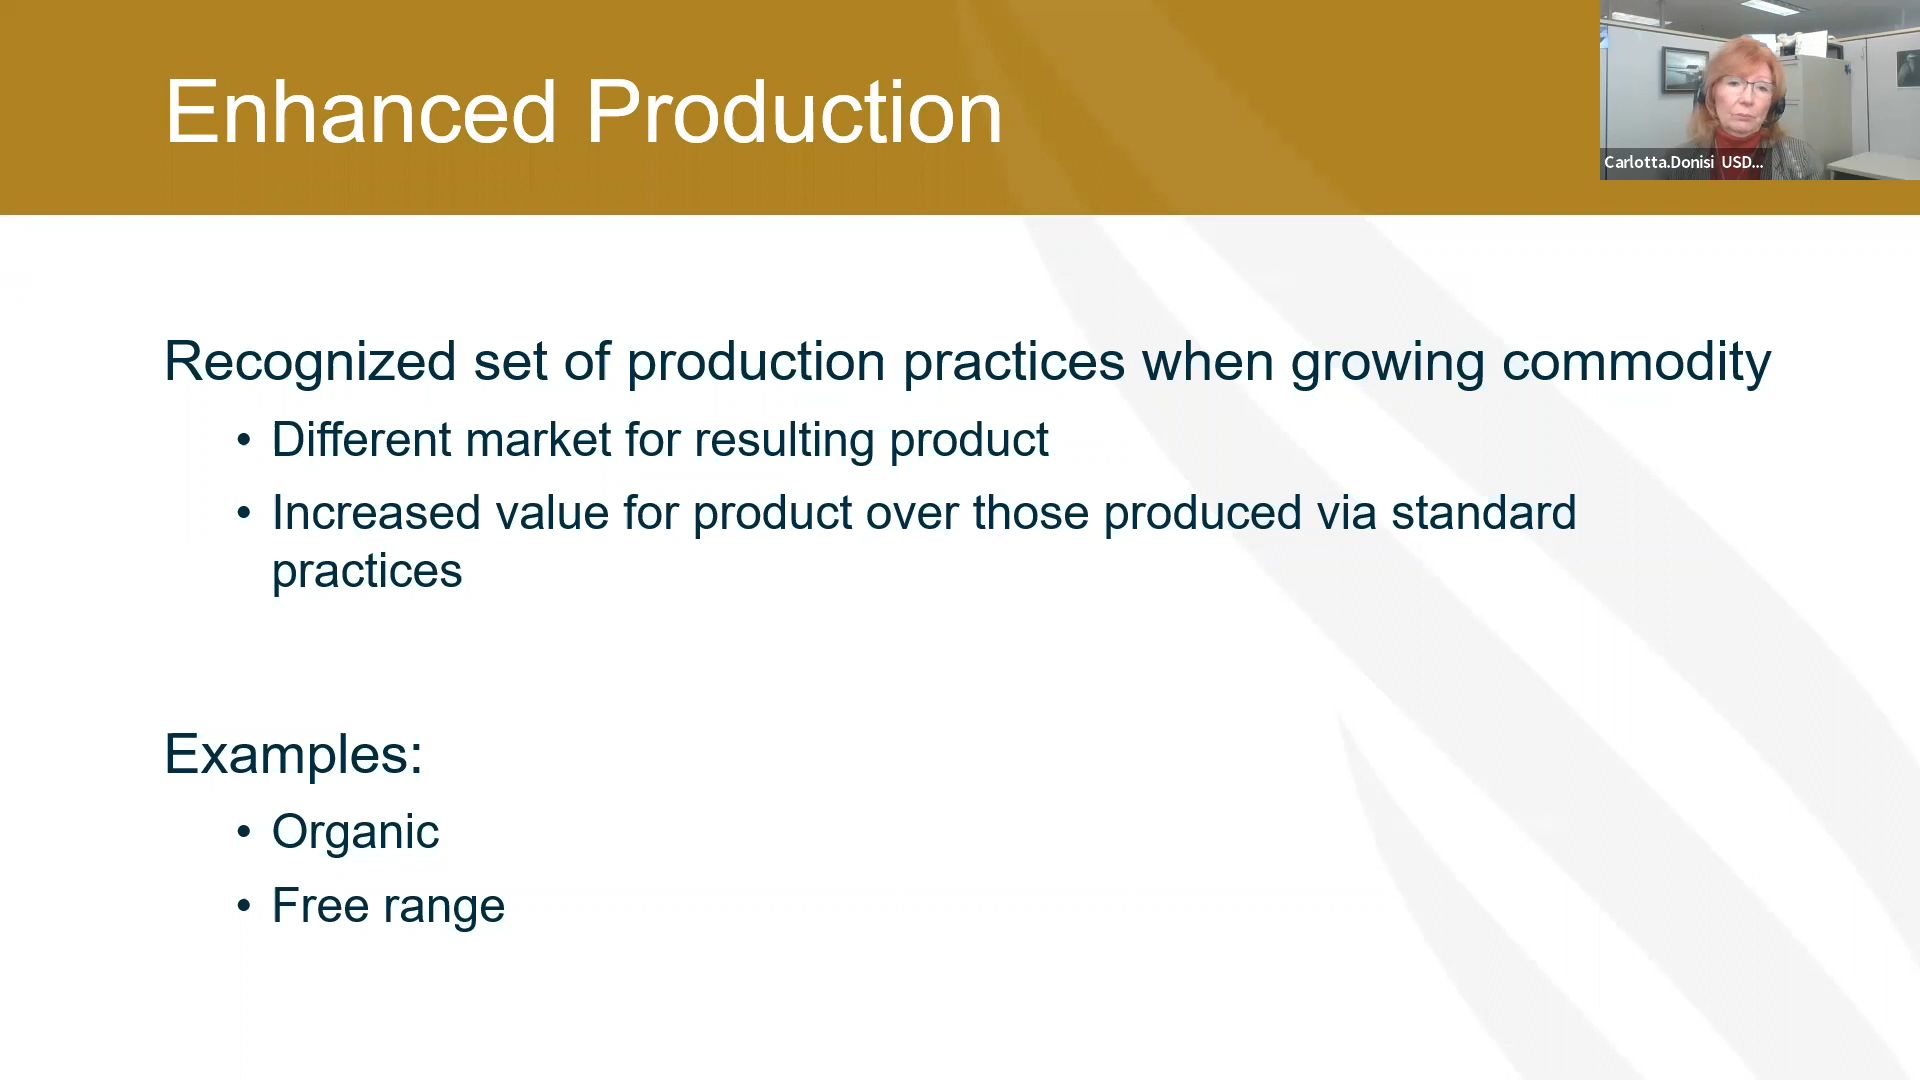 Enhanced Production
Carlotta.Donisi USD...
Recognized set of production practices when growing commodity
• Different market for resulting product
• Increased value for product over those produced via standard
practices
Examples:
• Organic
• Free range